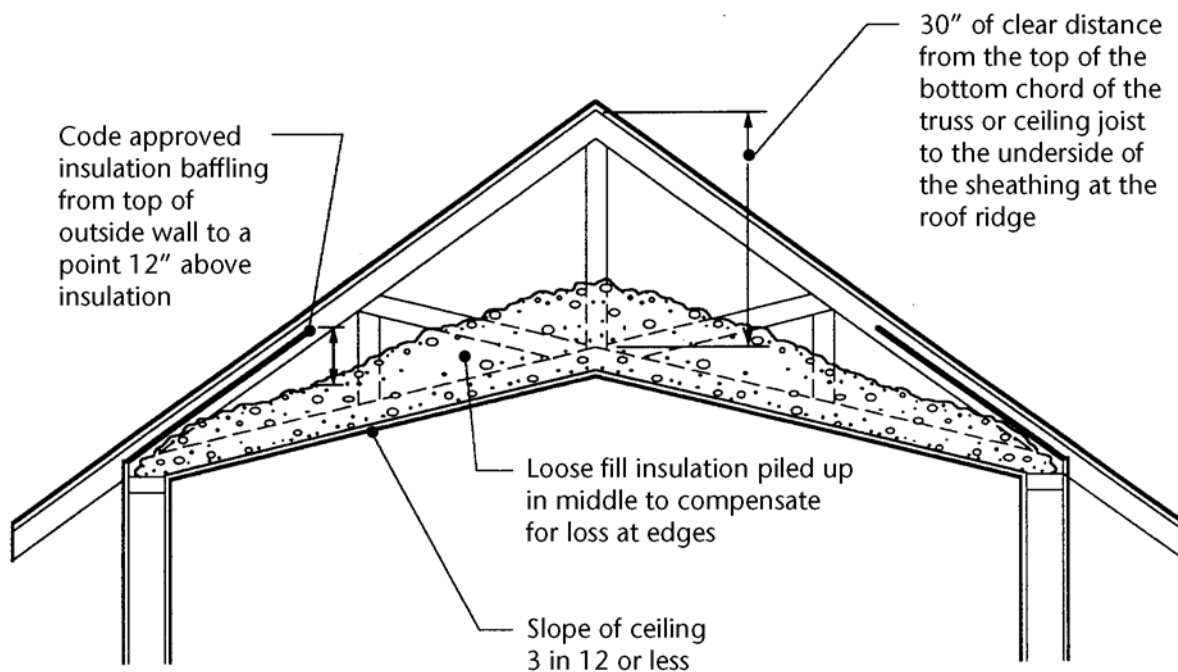 30″ of clear distance
from the top of the
bottom chord of the
truss or ceiling joist
to the underside of
the sheathing at the
roof ridge
Code approved
insulation baffling
from top of
outside wall to a
point 12″ above
insulation
Loose fill insulation piled up
in middle to compensate
for loss at edges
Slope of ceiling
3 in 12 or less